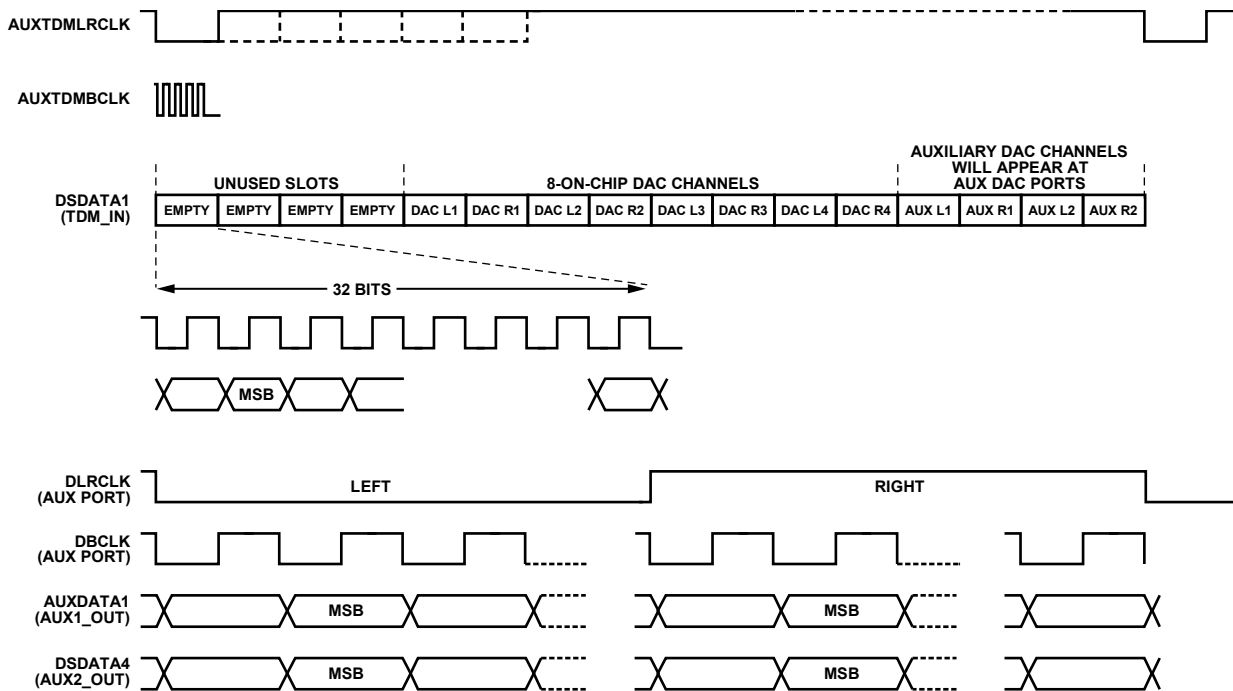 AUXTDMLRCLK
AUXTDMBCLK
AUXILIARY DAC CHANNELS
WILL APPEAR AT
AUX DAC PORTS
UNUSED SLOTS
8-ON-CHIP DAC CHANNELS
DSDATA1
(TDM_IN)
EMPTY EMPTY EMPTY EMPTY DAC L1 DAC R1 DAC L2 DAC R2 DAC L3 DAC R3 DAC L4 DAC R4 AUX L1 AUX R1 AUX L2 AUX R2
32 BITS
MSB
DLRCLK
(AUX PORT)
LEFT
RIGHT
DBCLK
(AUX PORT)
AUXDATA1
(AUX1_OUT)
MSB
MSB
DSDATA4
(AUX2_OUT)
MSB
MSB